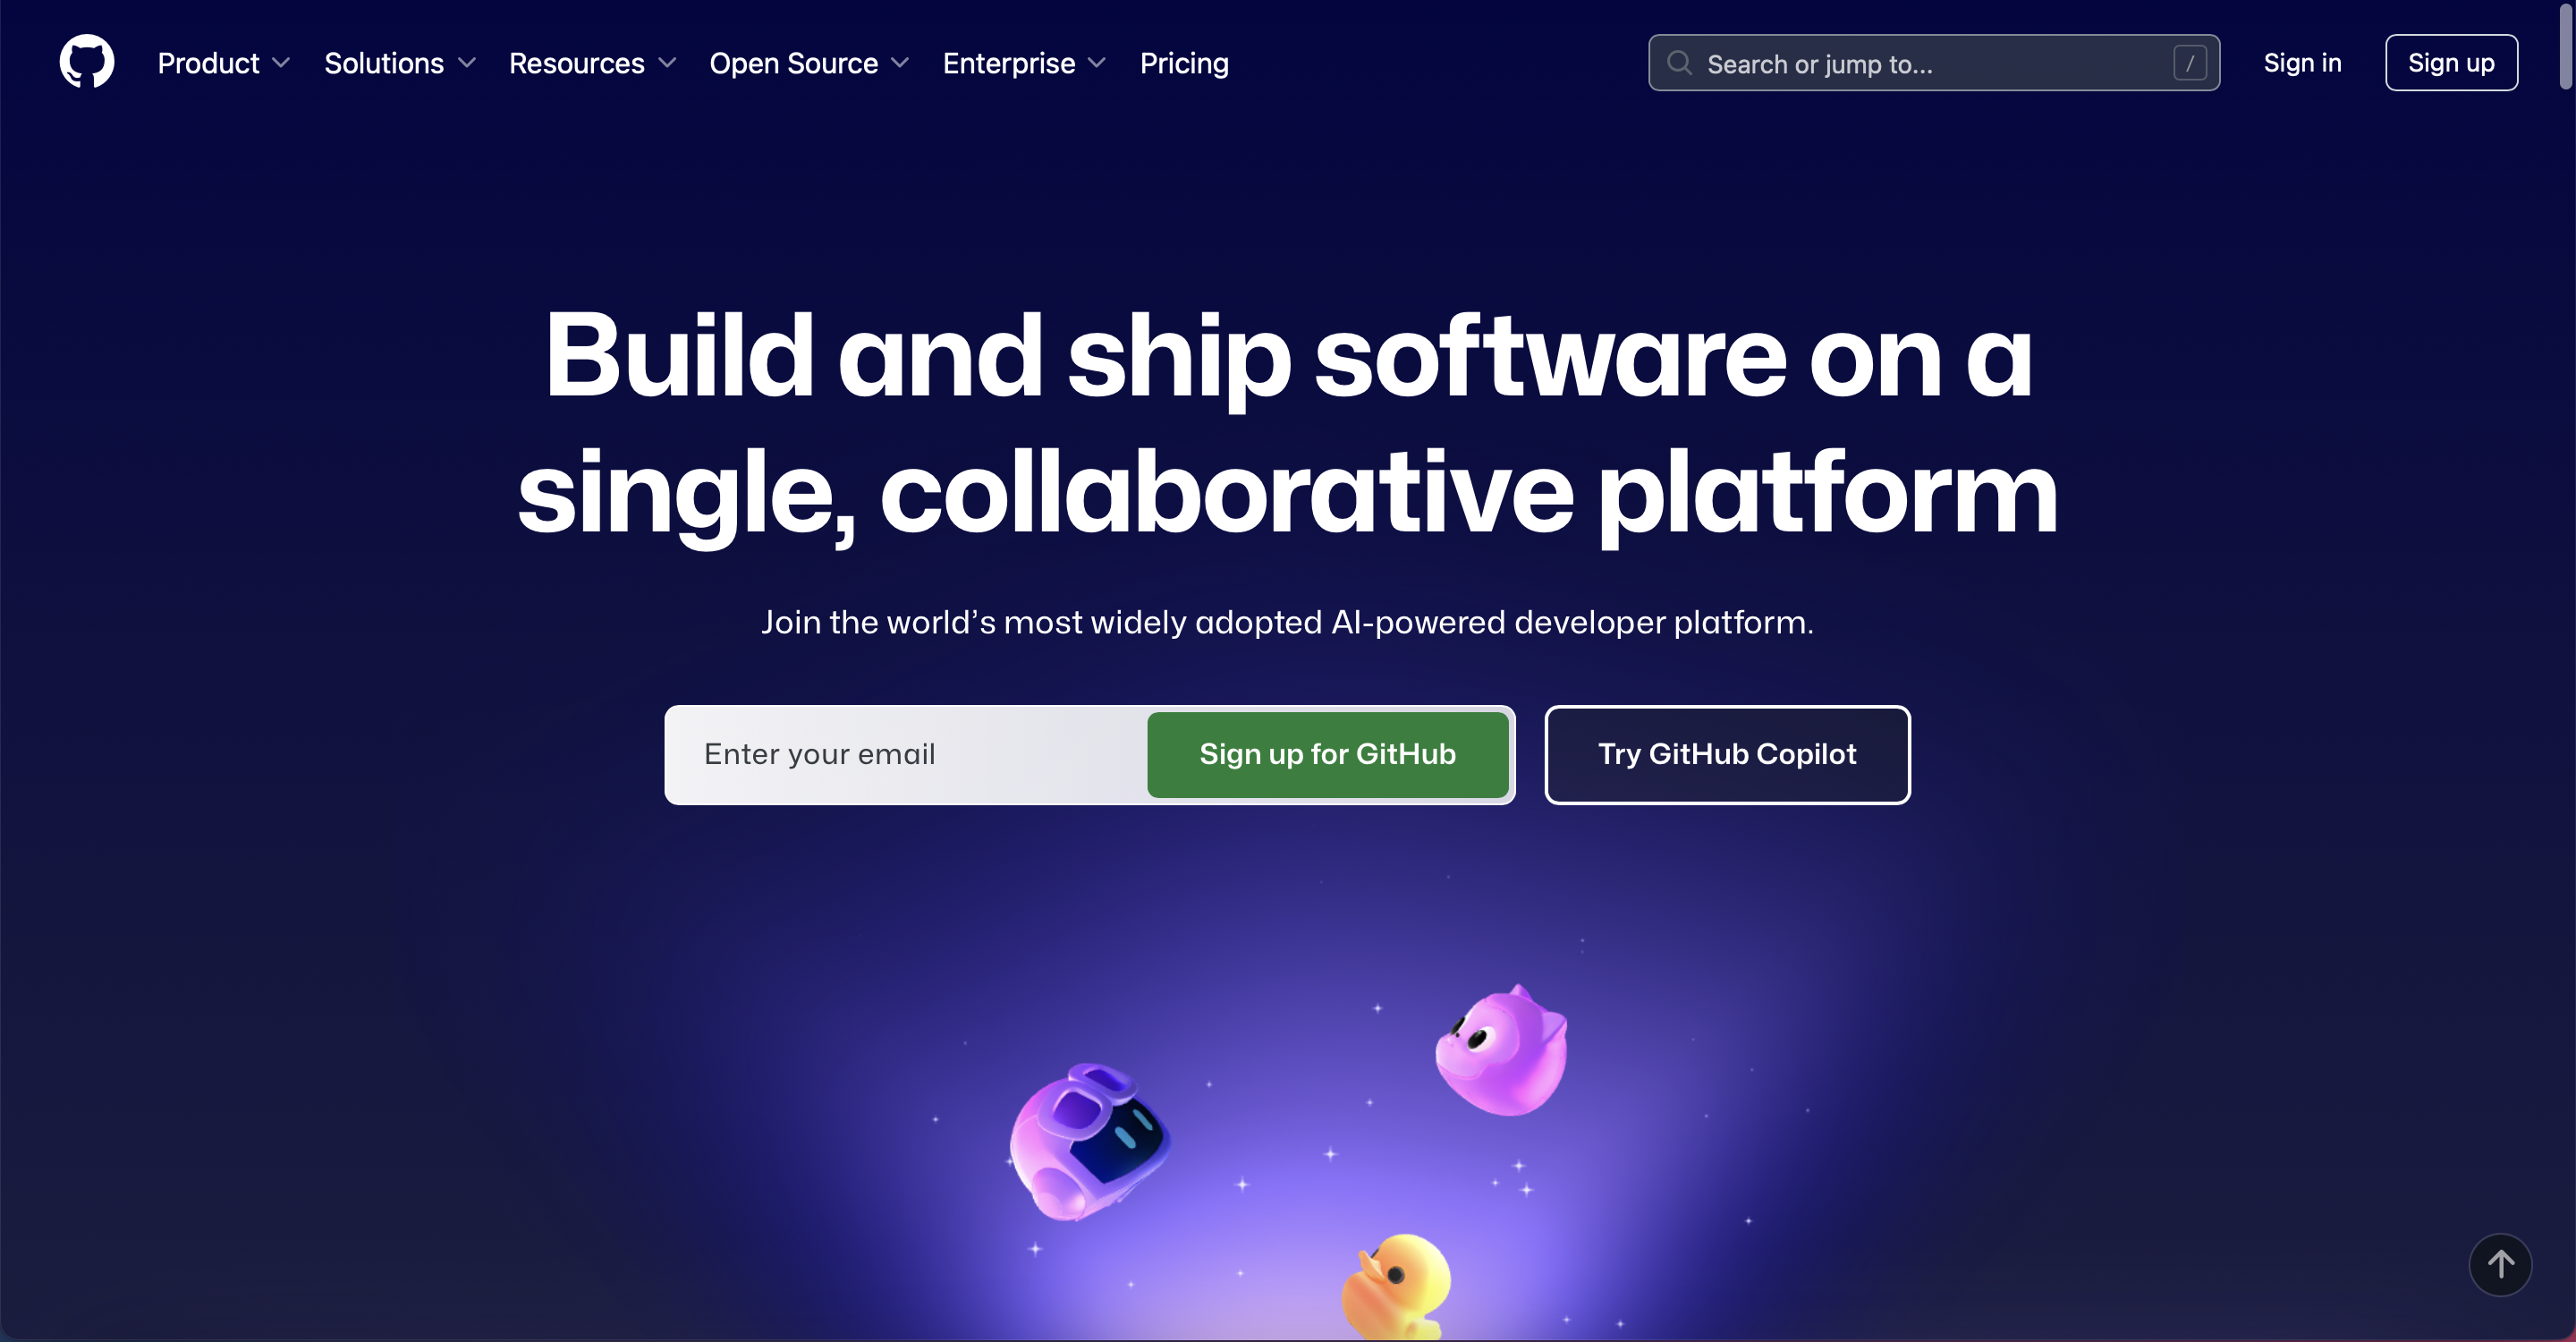 Product Solutions Resources Open Source Enterprise Pricing Search or jump to... / Sign in Sign up
Build and ship software on a
single, collaborative platform
Join the world’s most widely adopted AI-powered developer platform.
Enter your email Sign up for GitHub Try GitHub Copilot